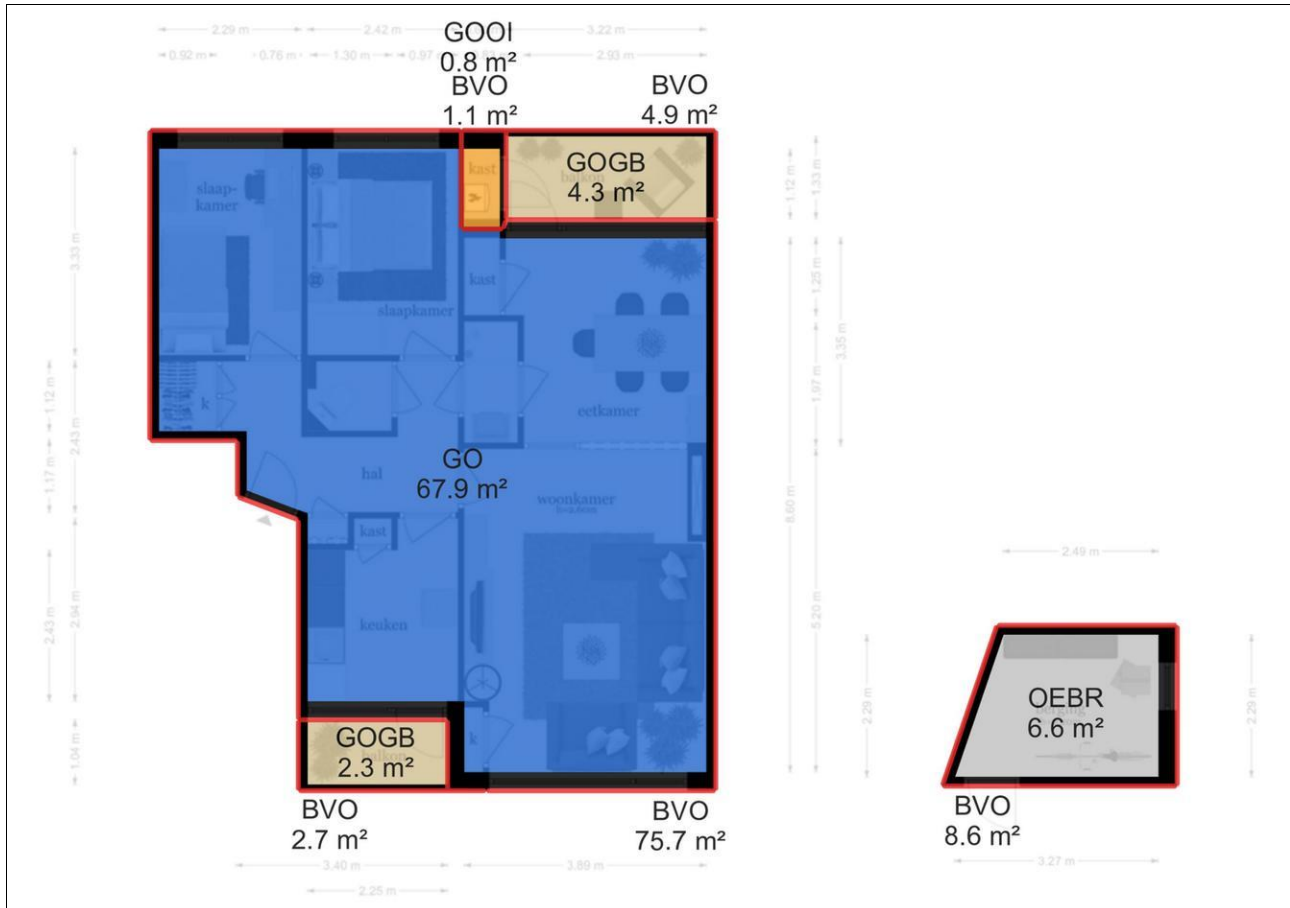 2.29 m
2.42 m
3.22 m
GOOI
0.8 m²
0.92 m
0.76 m
1.30 m
0.97 m
2.93 m
BVO
1.1 m²
BVO
4.9 m²
kast
GOGB
4.3 m²
balkon
1.12 m
1.33 m
slaap-
kamer
3.33 m
kast
slaapkamer
1.25 m
3.35 m
1.12 m
k
eetkamer
1.97 m
2.43 m
1.17 m
hal
GO
67.9 m²
woonkamer
h=2.60m
8.60 m
kast
2.49 m
2.94 m
2.43 m
keuken
5.20 m
2.29 m
OEBR
6.6 m²
berging
2.29 m
1.04 m
GOGB
2.3 m²
balkon
k
BVO
2.7 m²
BVO
75.7 m²
BVO
8.6 m²
3.40 m
3.89 m
3.27 m
2.25 m